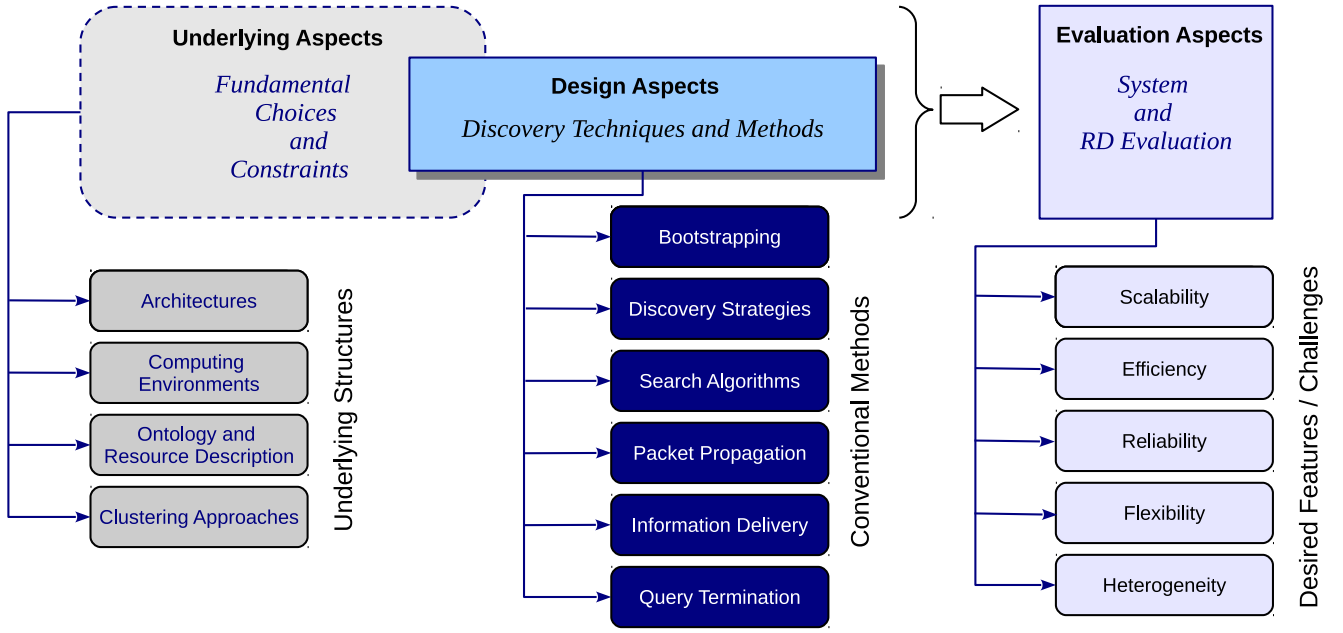 Underlying Aspects
Fundamental
Choices
and
Constraints
Design Aspects
Discovery Techniques and Methods
Evaluation Aspects
System
and
RD Evaluation
Architectures
Computing
Environments
Ontology and
Resource Description
Clustering Approaches
Underlying Structures
Bootstrapping
Discovery Strategies
Search Algorithms
Packet Propagation
Information Delivery
Query Termination
Conventional Methods
Scalability
Efficiency
Reliability
Flexibility
Heterogeneity
Desired Features / Challenges